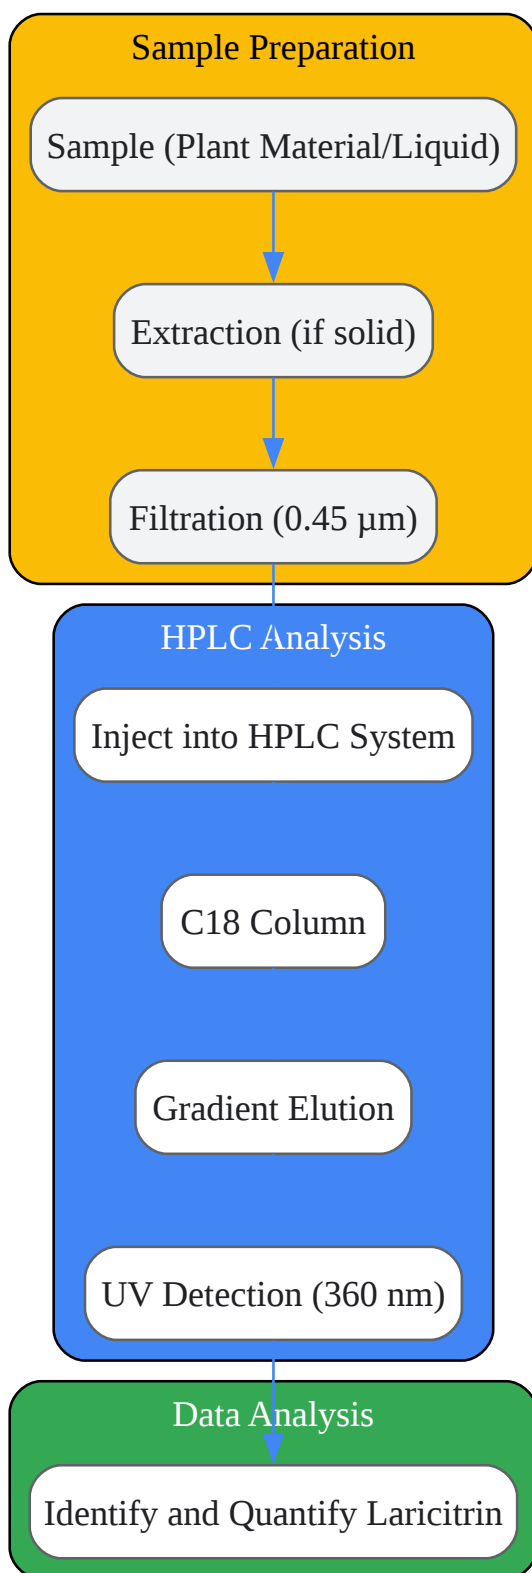 Sample Preparation
Sample (Plant Material/Liquid)
Extraction (if solid)
Filtration (0.45 µm)
HPLC Analysis
Inject into HPLC System
C18 Column
Gradient Elution
UV Detection (360 nm)
Data Analysis
Identify and Quantify Laricitrin